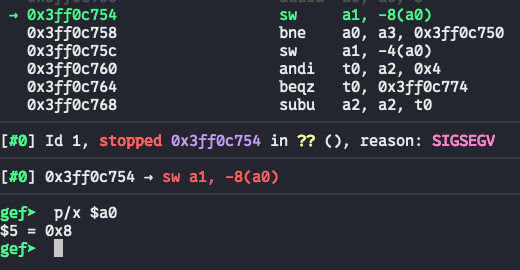 → 0x3ff0c754 sw a1, -8(a0)
0x3ff0c758 bne a0, a3, 0x3ff0c750
0x3ff0c75c sw a1, -4(a0)
0x3ff0c760 andi t0, a2, 0x4
0x3ff0c764 beqz t0, 0x3ff0c774
0x3ff0c768 subu a2, a2, t0
[#0] Id 1, stopped 0x3ff0c754 in ?? (), reason: SIGSEGV
[#0] 0x3ff0c754 → sw a1, -8(a0)
gef➤ p/x $a0
$5 = 0x8
gef➤